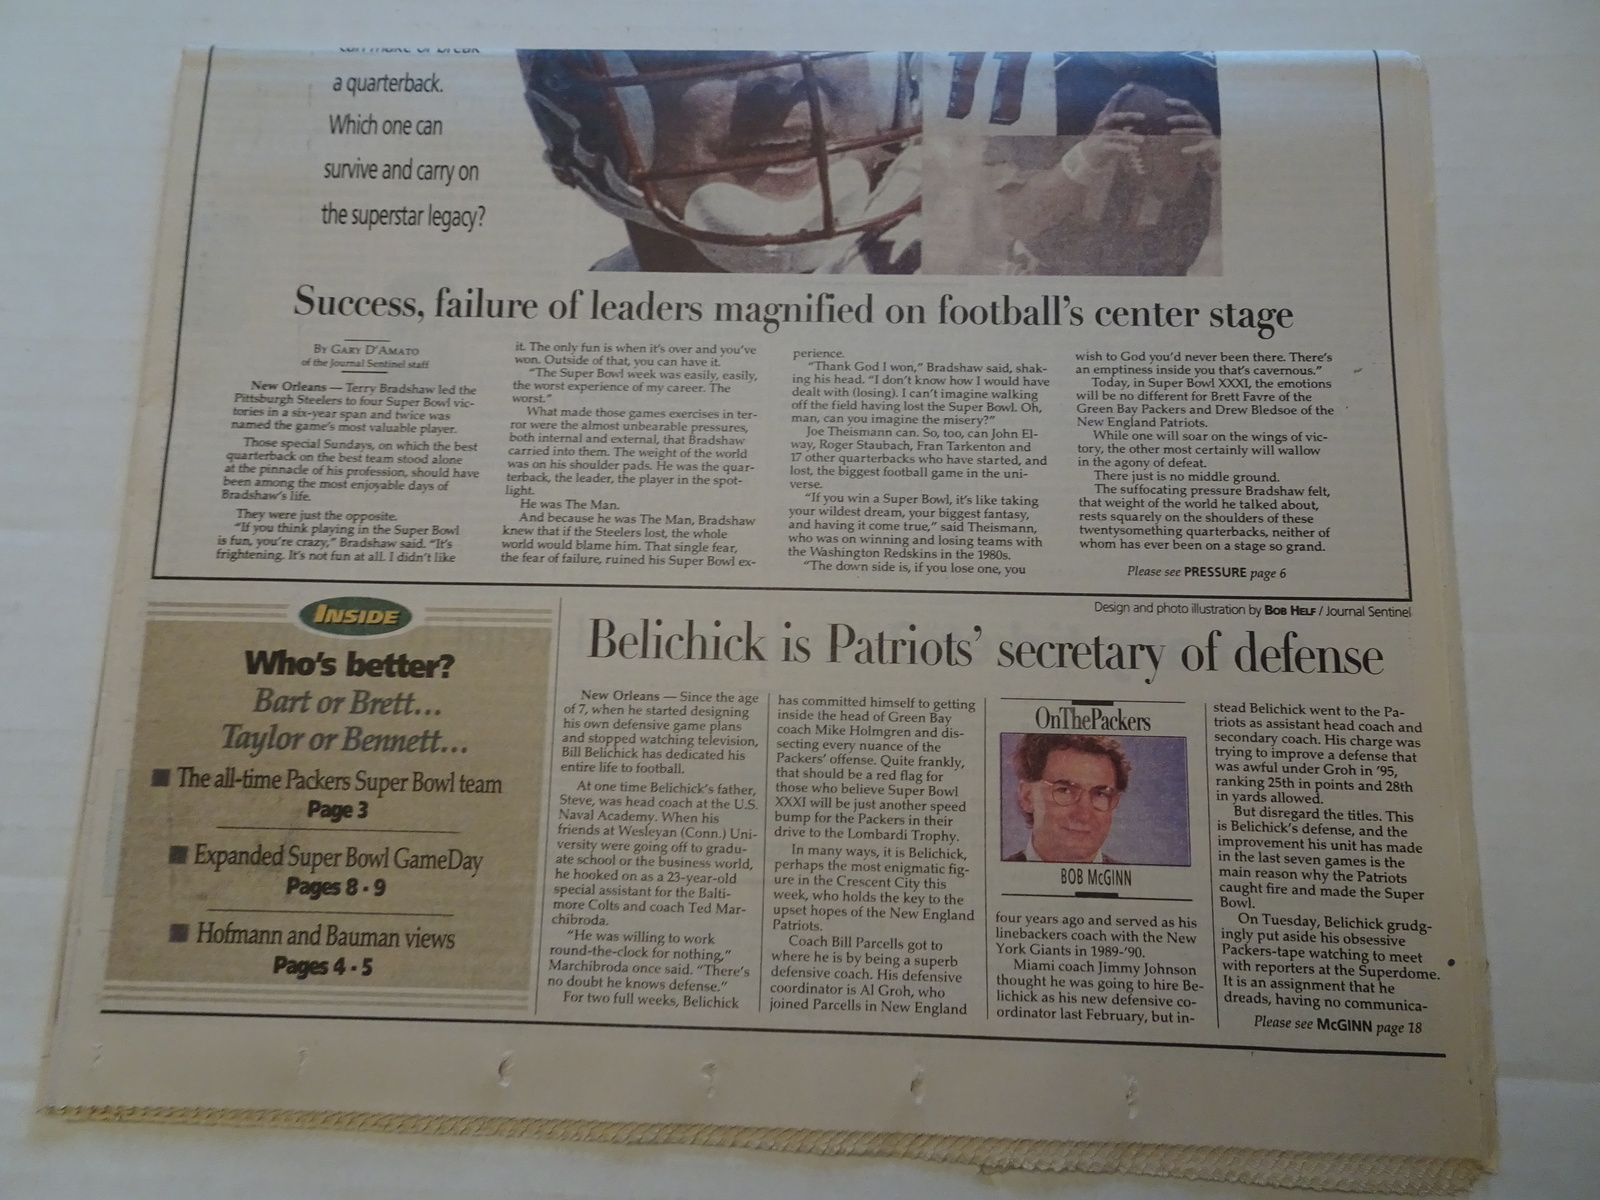 a quarterback.
Which one can
survive and carry on
the superstar legacy?
Success, failure of leaders magnified on football's center stage
BY GARY D'AMATO
of the Journal Sentinel staff
New Orleans — Terry Bradshaw led the
Pittsburgh Steelers to four Super Bowl vic-
tories in a six-year span and twice was
named the game's most valuable player.
Those special Sundays, on which the best
quarterback on the best team stood alone
at the pinnacle of his profession, should have
been among the most enjoyable days of
Bradshaw's life.
They were just the opposite.
"If you think playing in the Super Bowl
is fun, you're crazy," Bradshaw said. "It's
frightening. It's not fun at all. I didn't like
it. The only fun is when it's over and you've
won. Outside of that, you can have it.
"The Super Bowl week was easily, easily,
the worst experience of my career. The
worst."
What made those games exercises in ter-
ror were the almost unbearable pressures,
both internal and external, that Bradshaw
carried into them. The weight of the world
was on his shoulder pads. He was the quar-
terback, the leader, the player in the spot-
light.
He was The Man.
And because he was The Man, Bradshaw
knew that if the Steelers lost, the whole
world would blame him. That single fear,
the fear of failure, ruined his Super Bowl ex-
perience.
"Thank God I won," Bradshaw said, shak-
ing his head. "I don't know how I would have
dealt with (losing). I can't imagine walking
off the field having lost the Super Bowl. Oh,
man, can you imagine the misery?"
Joe Theismann can. So, too, can John El-
way, Roger Staubach, Fran Tarkenton and
17 other quarterbacks who have started, and
lost, the biggest football game in the uni-
verse.
"If you win a Super Bowl, it's like taking
your wildest dream, your biggest fantasy,
and having it come true," said Theismann,
who was on winning and losing teams with
the Washington Redskins in the 1980s.
"The down side is, if you lose one, you
wish to God you'd never been there. There's
an emptiness inside you that's cavernous."
Today, in Super Bowl XXXI, the emotions
will be no different for Brett Favre of the
Green Bay Packers and Drew Bledsoe of the
New England Patriots.
While one will soar on the wings of vic-
tory, the other most certainly will wallow
in the agony of defeat.
There just is no middle ground.
The suffocating pressure Bradshaw felt,
that weight of the world he talked about,
rests squarely on the shoulders of these
twentysomething quarterbacks, neither of
whom has ever been on a stage so grand.
Please see PRESSURE page 6
Design and photo illustration by BOB HELF / Journal Sentinel
INSIDE
Who's better?
Bart or Brett...
Taylor or Bennett...
■ The all-time Packers Super Bowl team
Page 3
■ Expanded Super Bowl GameDay
Pages 8 - 9
■ Hofmann and Bauman views
Pages 4 - 5
Belichick is Patriots' secretary of defense
New Orleans — Since the age
of 7, when he started designing
his own defensive game plans
and stopped watching television,
Bill Belichick has dedicated his
entire life to football.
At one time Belichick's father,
Steve, was head coach at the U.S.
Naval Academy. When his
friends at Wesleyan (Conn.) Uni-
versity were going off to gradu-
ate school or the business world,
he hooked on as a 23-year-old
special assistant for the Balti-
more Colts and coach Ted Mar-
chibroda.
"He was willing to work
round-the-clock for nothing,"
Marchibroda once said. "There's
no doubt he knows defense."
For two full weeks, Belichick
has committed himself to getting
inside the head of Green Bay
coach Mike Holmgren and dis-
secting every nuance of the
Packers' offense. Quite frankly,
that should be a red flag for
those who believe Super Bowl
XXXI will be just another speed
bump for the Packers in their
drive to the Lombardi Trophy.
In many ways, it is Belichick,
perhaps the most enigmatic fig-
ure in the Crescent City this
week, who holds the key to the
upset hopes of the New England
Patriots.
Coach Bill Parcells got to
where he is by being a superb
defensive coach. His defensive
coordinator is Al Groh, who
joined Parcells in New England
OnThePackers
BOB McGINN
four years ago and served as his
linebackers coach with the New
York Giants in 1989-'90.
Miami coach Jimmy Johnson
thought he was going to hire Be-
lichick as his new defensive co-
ordinator last February, but in-
stead Belichick went to the Pa-
triots as assistant head coach and
secondary coach. His charge was
trying to improve a defense that
was awful under Groh in '95,
ranking 25th in points and 28th
in yards allowed.
But disregard the titles. This
is Belichick's defense, and the
improvement his unit has made
in the last seven games is the
main reason why the Patriots
caught fire and made the Super
Bowl.
On Tuesday, Belichick grudg-
ingly put aside his obsessive
Packers-tape watching to meet
with reporters at the Superdome.
It is an assignment that he
dreads, having no communica-
Please see McGINN page 18